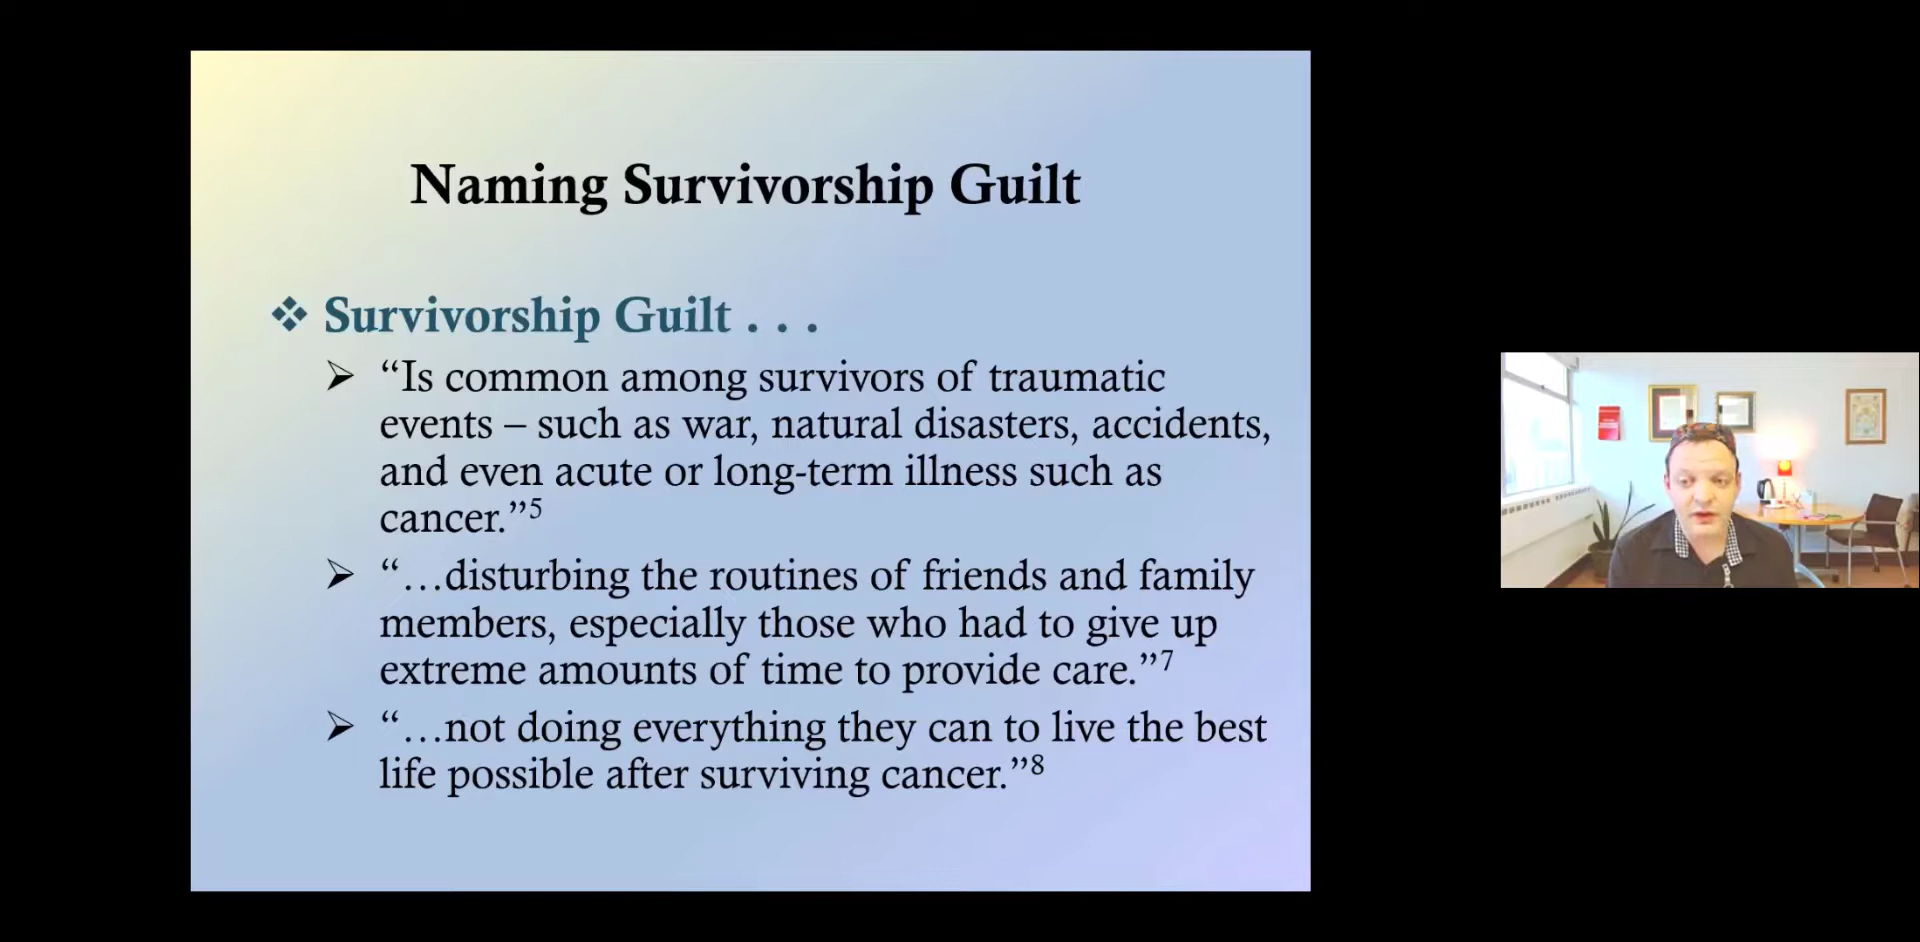 Naming Survivorship Guilt
❖ Survivorship Guilt . . .
➢ “Is common among survivors of traumatic
events – such as war, natural disasters, accidents,
and even acute or long-term illness such as
cancer.”⁵
➢ “…disturbing the routines of friends and family
members, especially those who had to give up
extreme amounts of time to provide care.”⁷
➢ “…not doing everything they can to live the best
life possible after surviving cancer.”⁸